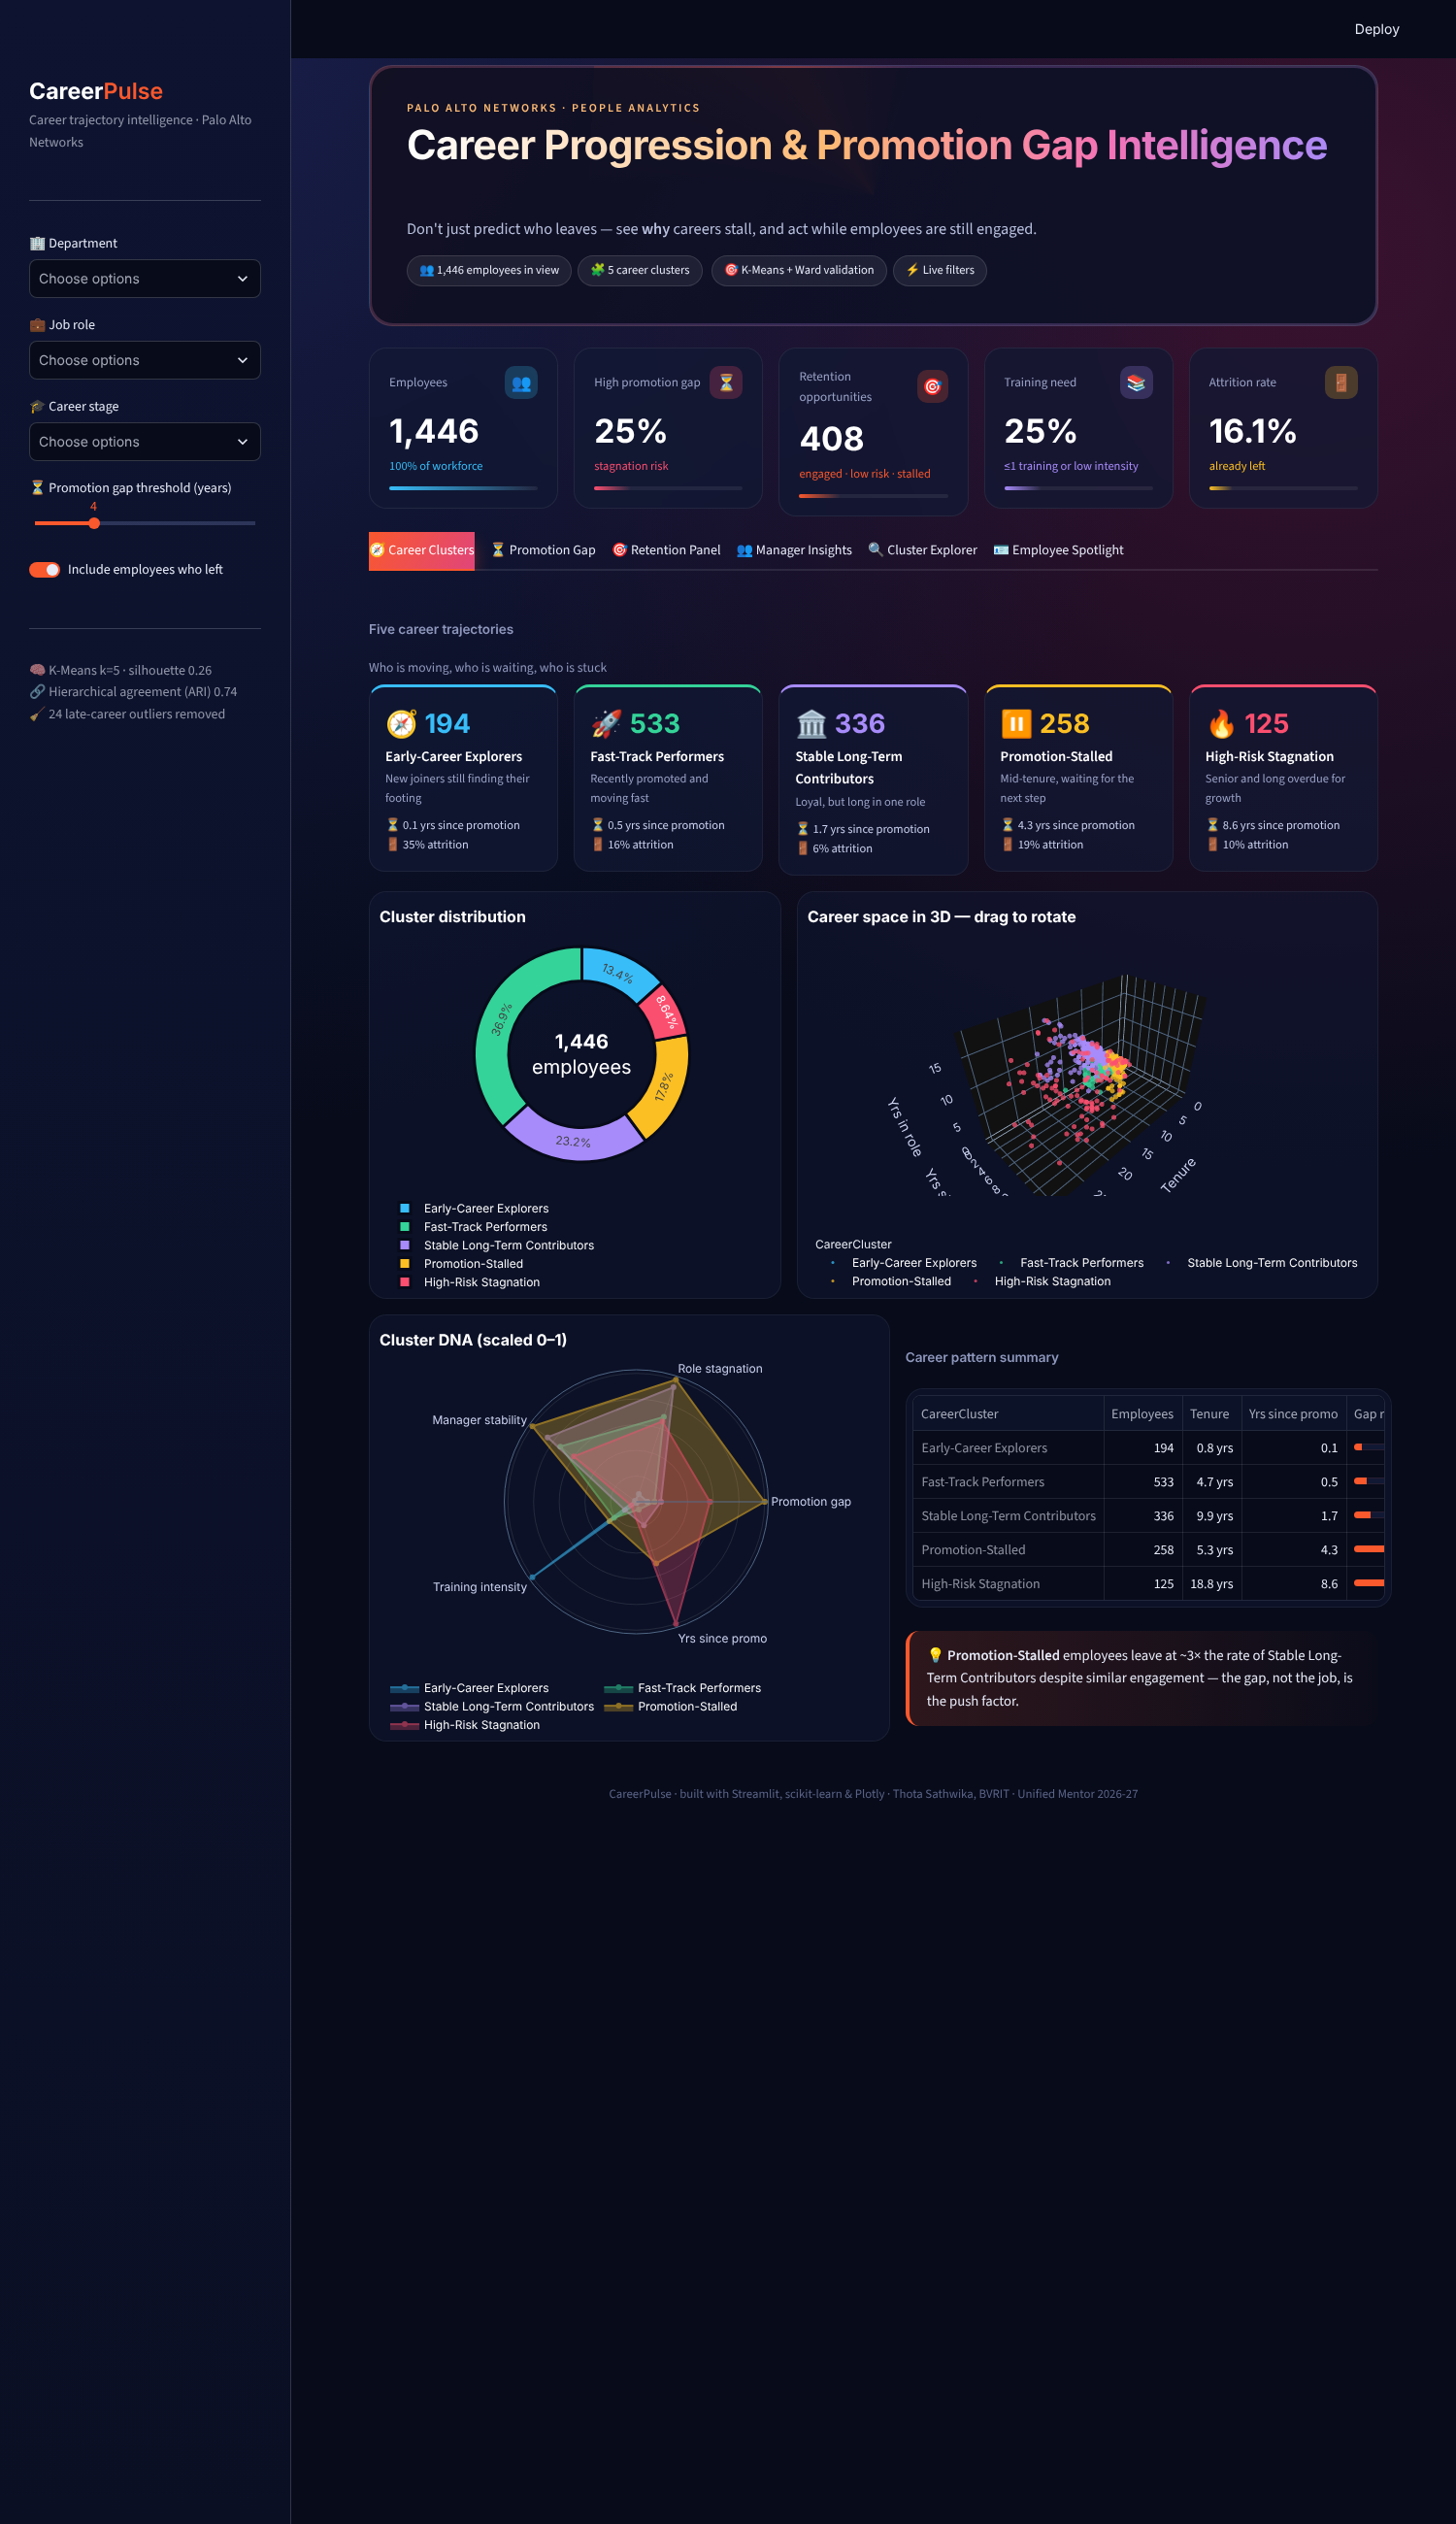 Deploy
CareerPulse
Career trajectory intelligence · Palo Alto
Networks
🏢 Department
Choose options
💼 Job role
Choose options
🎓 Career stage
Choose options
⏳ Promotion gap threshold (years)
4
Include employees who left
🧠 K-Means k=5 · silhouette 0.26
🔗 Hierarchical agreement (ARI) 0.74
🧹 24 late-career outliers removed
PALO ALTO NETWORKS · PEOPLE ANALYTICS
Career Progression & Promotion Gap Intelligence
Don't just predict who leaves — see why careers stall, and act while employees are still engaged.
👥 1,446 employees in view
🧩 5 career clusters
🎯 K-Means + Ward validation
⚡ Live filters
Employees
👥
1,446
100% of workforce
High promotion gap
⏳
25%
stagnation risk
Retention
opportunities
🎯
408
engaged · low risk · stalled
Training need
📚
25%
≤1 training or low intensity
Attrition rate
🚪
16.1%
already left
🧭 Career Clusters
⏳ Promotion Gap
🎯 Retention Panel
👥 Manager Insights
🔍 Cluster Explorer
🪪 Employee Spotlight
Five career trajectories
Who is moving, who is waiting, who is stuck
🧭 194
Early-Career Explorers
New joiners still finding their
footing
⏳ 0.1 yrs since promotion
🚪 35% attrition
🚀 533
Fast-Track Performers
Recently promoted and
moving fast
⏳ 0.5 yrs since promotion
🚪 16% attrition
🏛️ 336
Stable Long-Term
Contributors
Loyal, but long in one role
⏳ 1.7 yrs since promotion
🚪 6% attrition
⏸️ 258
Promotion-Stalled
Mid-tenure, waiting for the
next step
⏳ 4.3 yrs since promotion
🚪 19% attrition
🔥 125
High-Risk Stagnation
Senior and long overdue for
growth
⏳ 8.6 yrs since promotion
🚪 10% attrition
Cluster distribution
13.4%
8.64%
17.8%
23.2%
36.9%
1,446
employees
Early-Career Explorers
Fast-Track Performers
Stable Long-Term Contributors
Promotion-Stalled
High-Risk Stagnation
Career space in 3D — drag to rotate
15
10
5
0
Yrs in role
0
2
4
6
8
0
5
10
15
20
Tenure
CareerCluster
Early-Career Explorers
Fast-Track Performers
Stable Long-Term Contributors
Promotion-Stalled
High-Risk Stagnation
Cluster DNA (scaled 0–1)
Role stagnation
Manager stability
Promotion gap
Training intensity
Yrs since promo
Early-Career Explorers
Fast-Track Performers
Stable Long-Term Contributors
Promotion-Stalled
High-Risk Stagnation
Career pattern summary
CareerCluster Employees Tenure Yrs since promo Gap r
Early-Career Explorers 194 0.8 yrs 0.1
Fast-Track Performers 533 4.7 yrs 0.5
Stable Long-Term Contributors 336 9.9 yrs 1.7
Promotion-Stalled 258 5.3 yrs 4.3
High-Risk Stagnation 125 18.8 yrs 8.6
💡 Promotion-Stalled employees leave at ~3× the rate of Stable Long-
Term Contributors despite similar engagement — the gap, not the job, is
the push factor.
CareerPulse · built with Streamlit, scikit-learn & Plotly · Thota Sathwika, BVRIT · Unified Mentor 2026-27